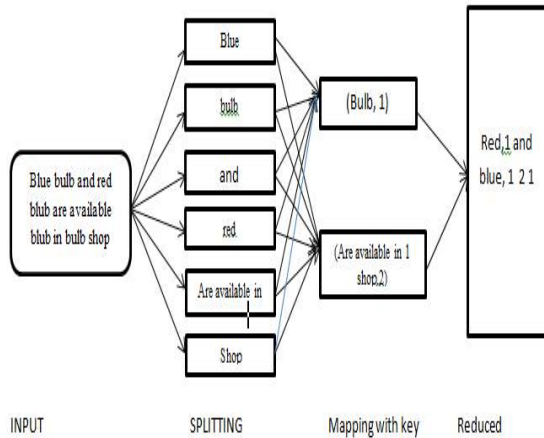 Blue bulb and red
blub are available
blub in bulb shop
Blue
bulb
and
red
Are available in
Shop
(Bulb, 1)
(Are available in 1
shop,2)
Red,1 and
blue, 1 2 1
INPUT
SPLITTING
Mapping with key
Reduced